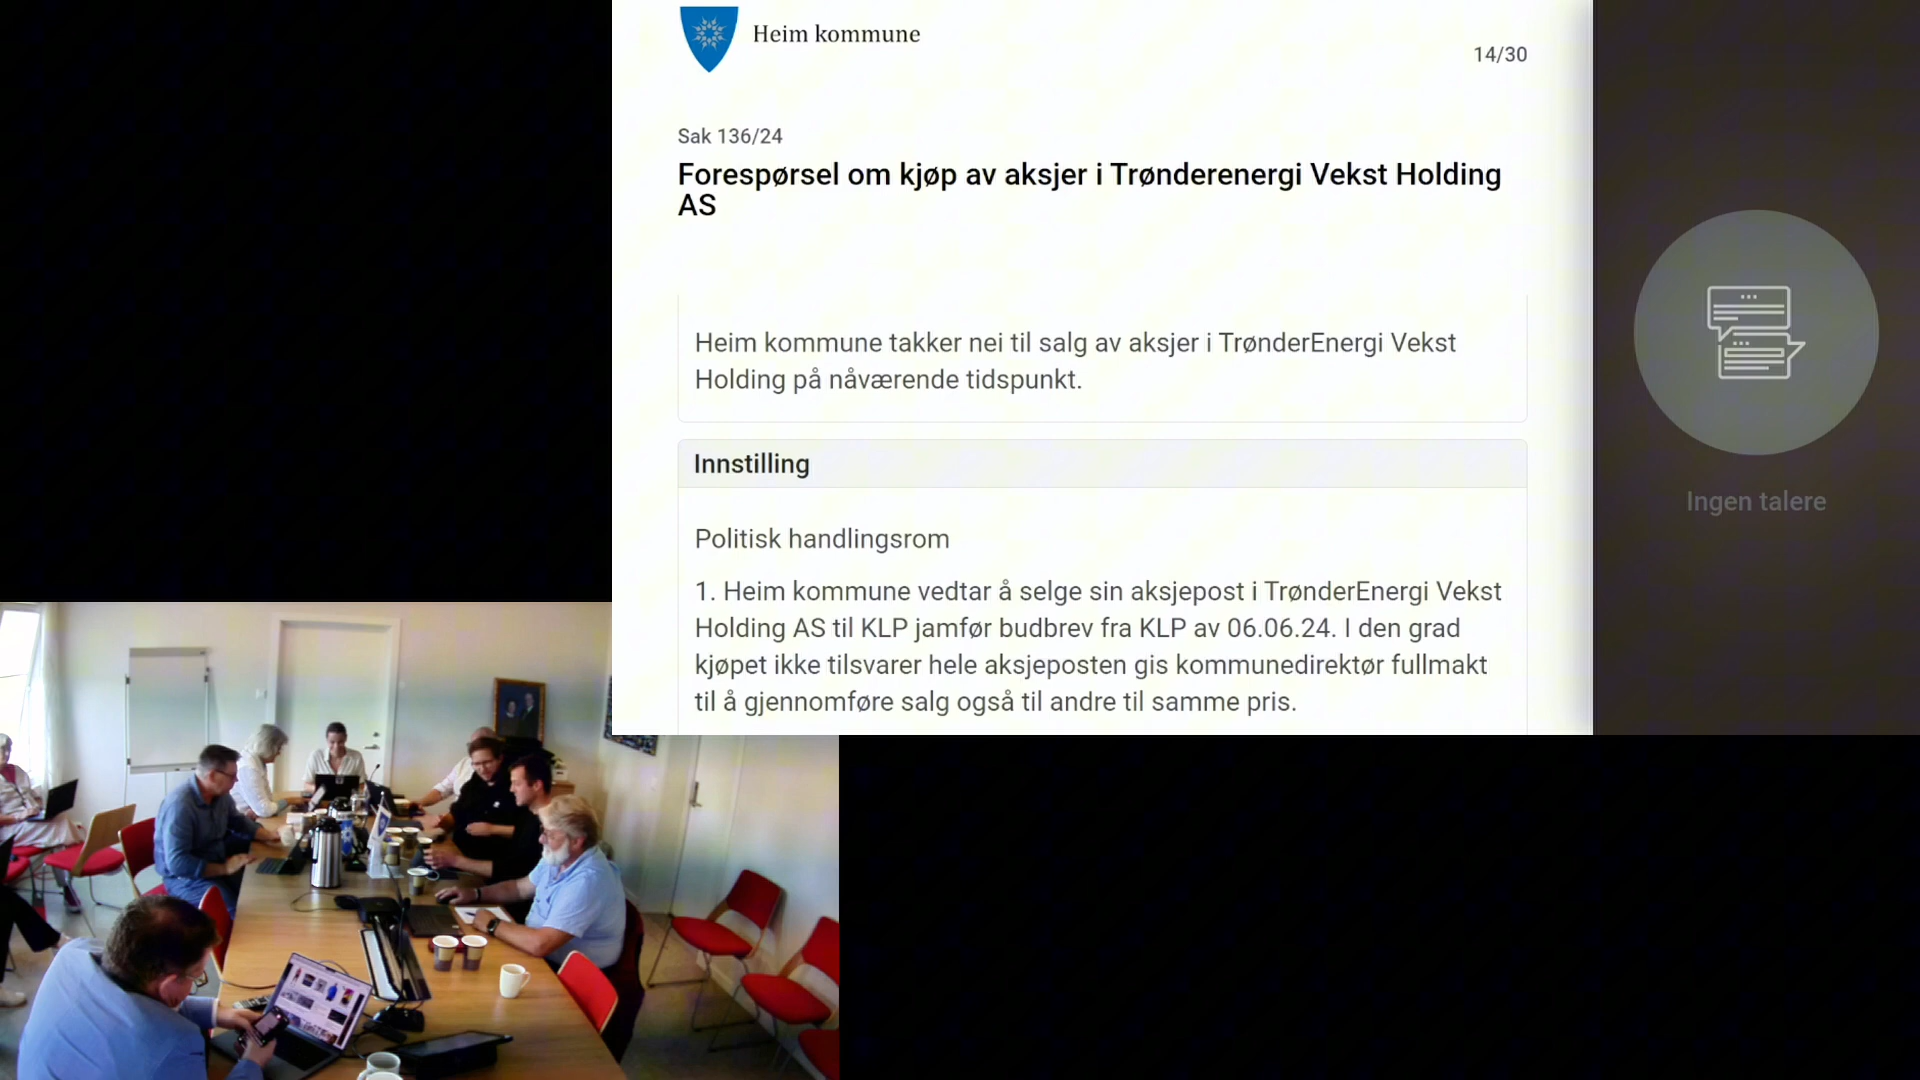 Heim kommune
14/30
Sak 136/24
Forespørsel om kjøp av aksjer i Trønderenergi Vekst Holding
AS
Heim kommune takker nei til salg av aksjer i TrønderEnergi Vekst
Holding på nåværende tidspunkt.
Innstilling
Politisk handlingsrom
1. Heim kommune vedtar å selge sin aksjepost i TrønderEnergi Vekst
Holding AS til KLP jamfør budbrev fra KLP av 06.06.24. I den grad
kjøpet ikke tilsvarer hele aksjeposten gis kommunedirektør fullmakt
til å gjennomføre salg også til andre til samme pris.
Ingen talere